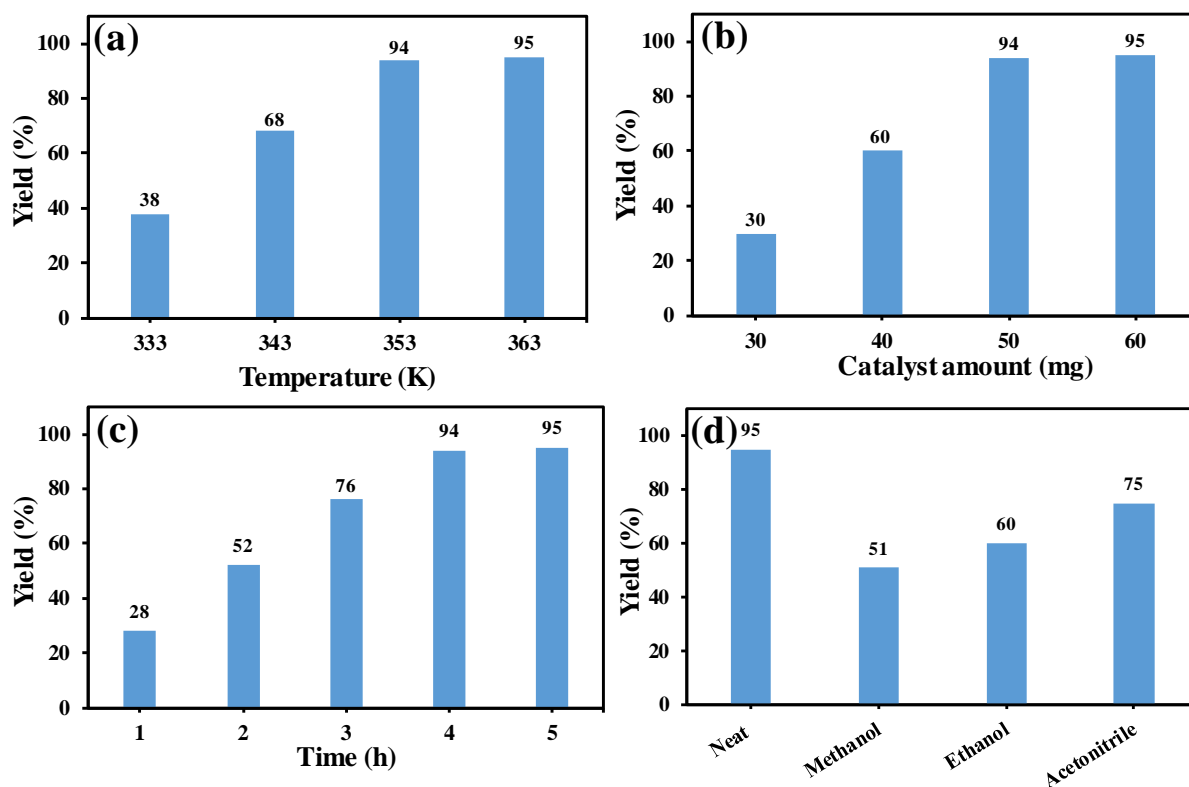 (a)
Yield (%)
100
80
60
40
20
0
38
68
94
95
333 343 353 363
Temperature (K)
(b)
Yield (%)
100
80
60
40
20
0
30
60
94
95
30 40 50 60
Catalyst amount (mg)
(c)
Yield (%)
100
80
60
40
20
0
28
52
76
94
95
1 2 3 4 5
Time (h)
(d)
Yield (%)
100
80
60
40
20
0
95
51
60
75
Neat
Methanol
Ethanol
Acetonitrile